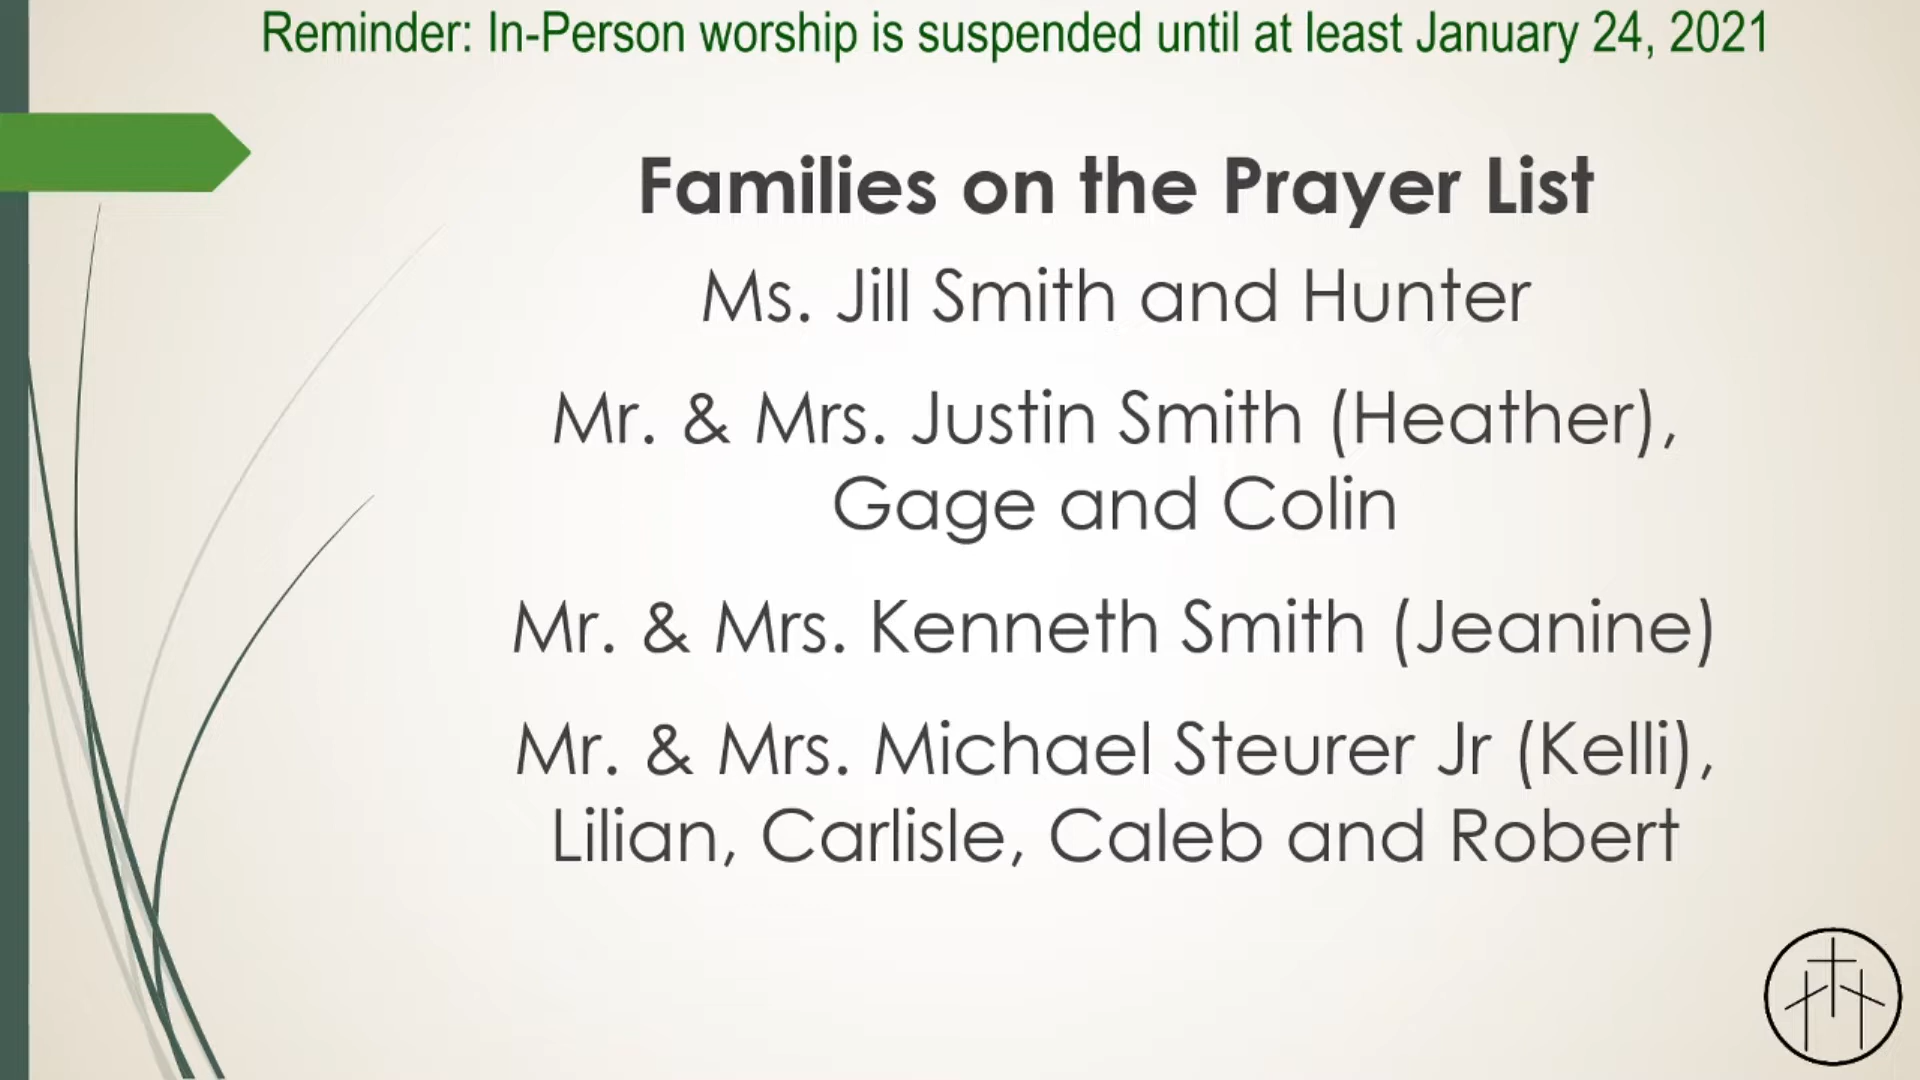 Reminder: In-Person worship is suspended until at least January 24, 2021
Families on the Prayer List
Ms. Jill Smith and Hunter
Mr. & Mrs. Justin Smith (Heather),
Gage and Colin
Mr. & Mrs. Kenneth Smith (Jeanine)
Mr. & Mrs. Michael Steurer Jr (Kelli),
Lilian, Carlisle, Caleb and Robert